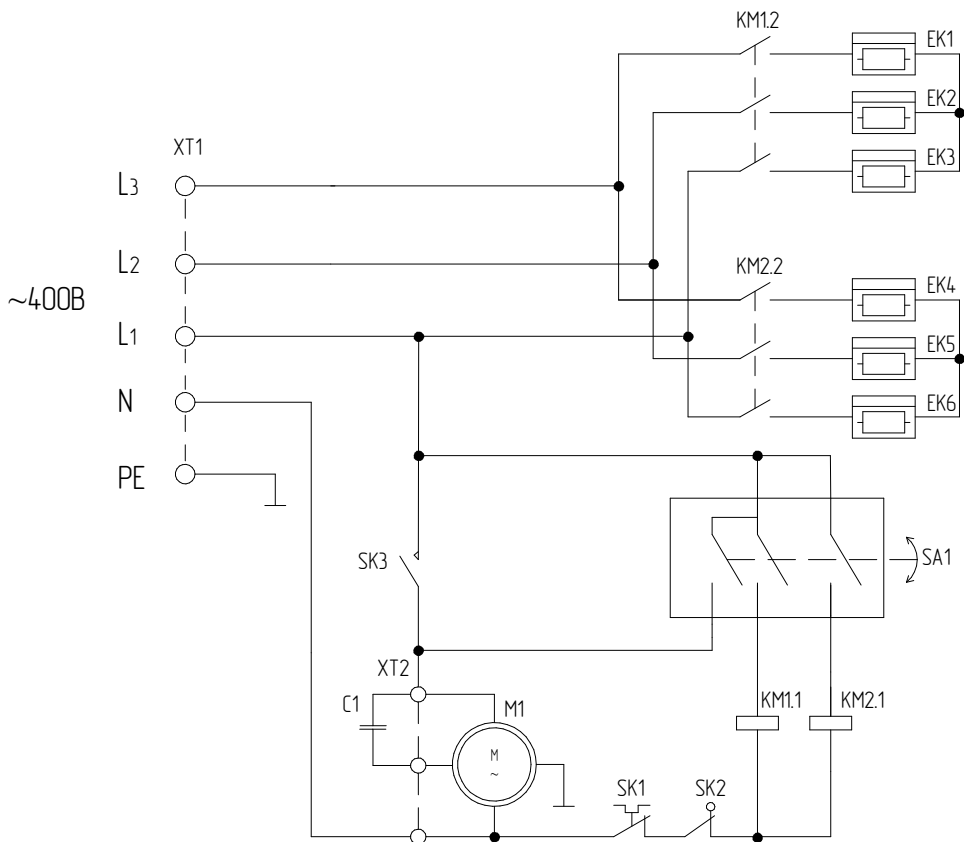 KM1.2
EK1
EK2
XT1
EK3
L3
L2
KM2.2
EK4
~400В
L1
EK5
N
EK6
PE
SK3
SA1
XT2
C1
M1
KM1.1
KM2.1
M
~
SK1
SK2